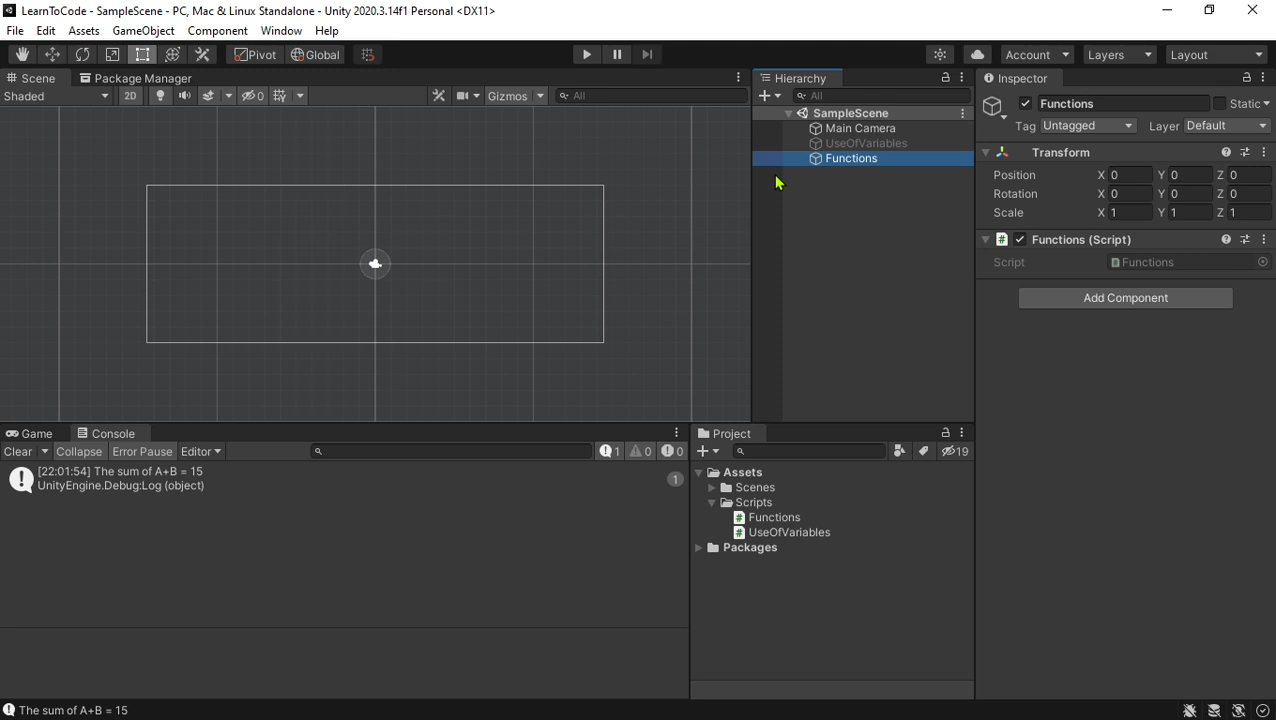 LearnToCode - SampleScene - PC, Mac & Linux Standalone - Unity 2020.3.14f1 Personal <DX11>
File Edit Assets GameObject Component Window Help
Pivot Global Account Layers Layout
Scene Package Manager
Shaded 2D 0 Gizmos All
Hierarchy
All
SampleScene
Main Camera
UseOfVariables
Functions
Inspector
Functions Static
Tag Untagged Layer Default
Transform
Position X 0 Y 0 Z 0
Rotation X 0 Y 0 Z 0
Scale X 1 Y 1 Z 1
# Functions (Script)
Script Functions
Add Component
Game Console
Clear Collapse Error Pause Editor 1 0 0
[22:01:54] The sum of A+B = 15
UnityEngine.Debug:Log (object)
1
Project
19
Assets
Scenes
Scripts
# Functions
# UseOfVariables
Packages
The sum of A+B = 15